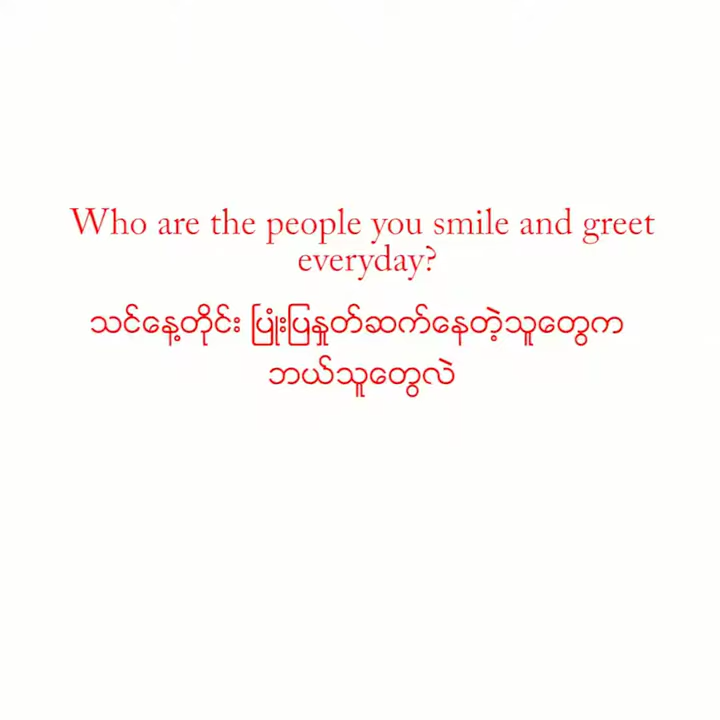 Who are the people you smile and greet
everyday?
သင်နေ့တိုင်း ပြုံးပြနှုတ်ဆက်နေတဲ့သူတွေက
ဘယ်သူတွေလဲ